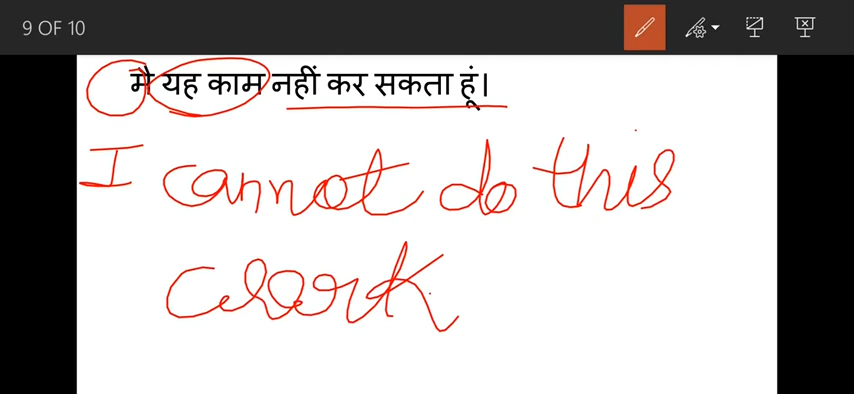 9 OF 10
मै यह काम नहीं कर सकता हूं।
I cannot do this
work